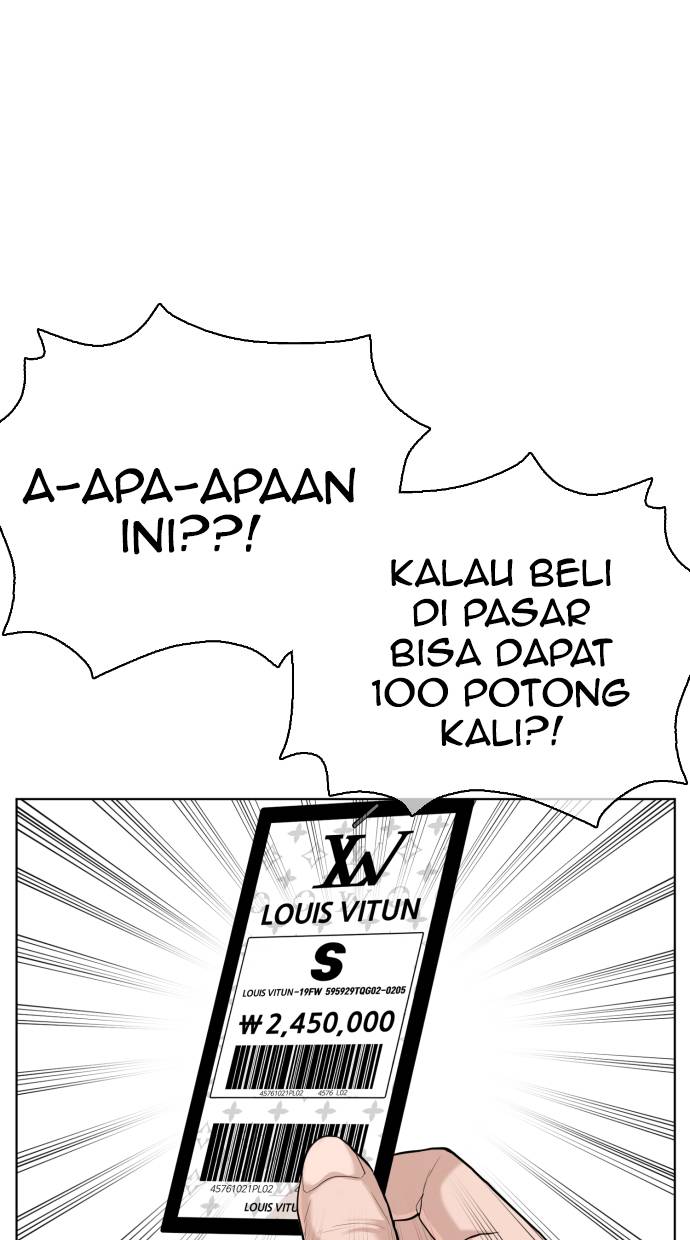 A-APA-APAAN
INI??!
KALAU BELI
DI PASAR
BISA DAPAT
100 POTONG
KALI?!
LOUIS VITUN
S
LOUIS VITUN-19FW 595929TQG02-0205
₩2,450,000
45761021PL02 4576 L02
45761021PL02
LOUIS VITU